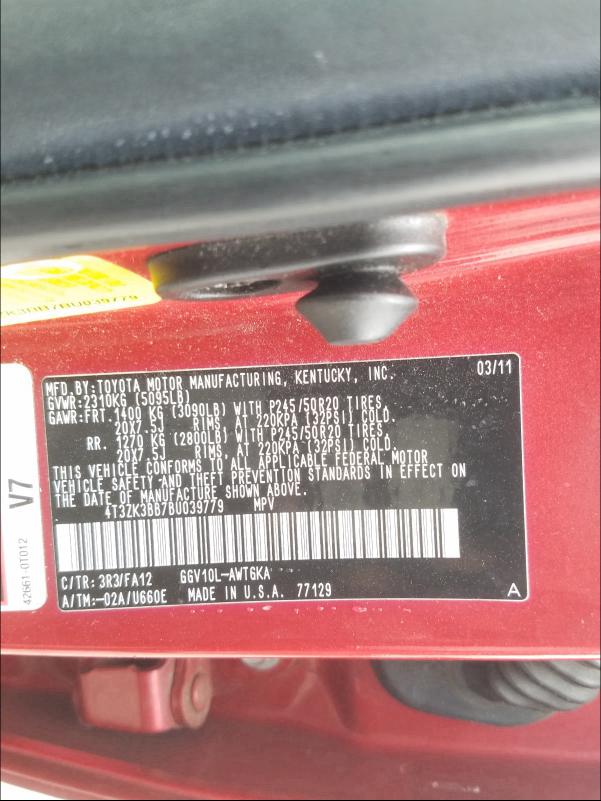 ZK3BB7BU039779
MFD. BY: TOYOTA MOTOR MANUFACTURING, KENTUCKY, INC. 03/11
GVWR: 2310KG (5095LB)
GAWR: FRT. 1400 KG (3090LB) WITH P245/50R20 TIRES,
20X7.5J RIMS, AT 220KPA (32PSI) COLD.
RR. 1270 KG (2800LB) WITH P245/50R20 TIRES,
20X7.5J RIMS, AT 220KPA (32PSI) COLD.
THIS VEHICLE CONFORMS TO ALL APPLICABLE FEDERAL MOTOR
VEHICLE SAFETY AND THEFT PREVENTION STANDARDS IN EFFECT ON
THE DATE OF MANUFACTURE SHOWN ABOVE.
4T3ZK3BB7BU039779 MPV
C/TR: 3R3/FA12 GGV10L-AWTGKA
A/TM:-02A/U660E MADE IN U.S.A. 77129 A
V7
42661-0T012